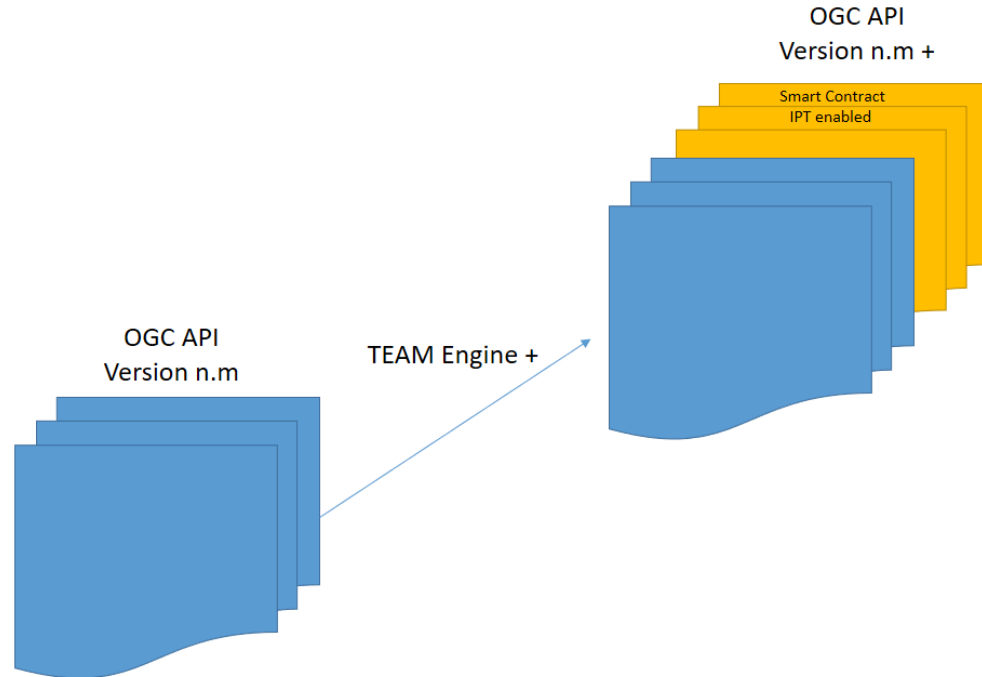 OGC API
Version n.m +
Smart Contract
IPT enabled
OGC API
Version n.m
TEAM Engine +